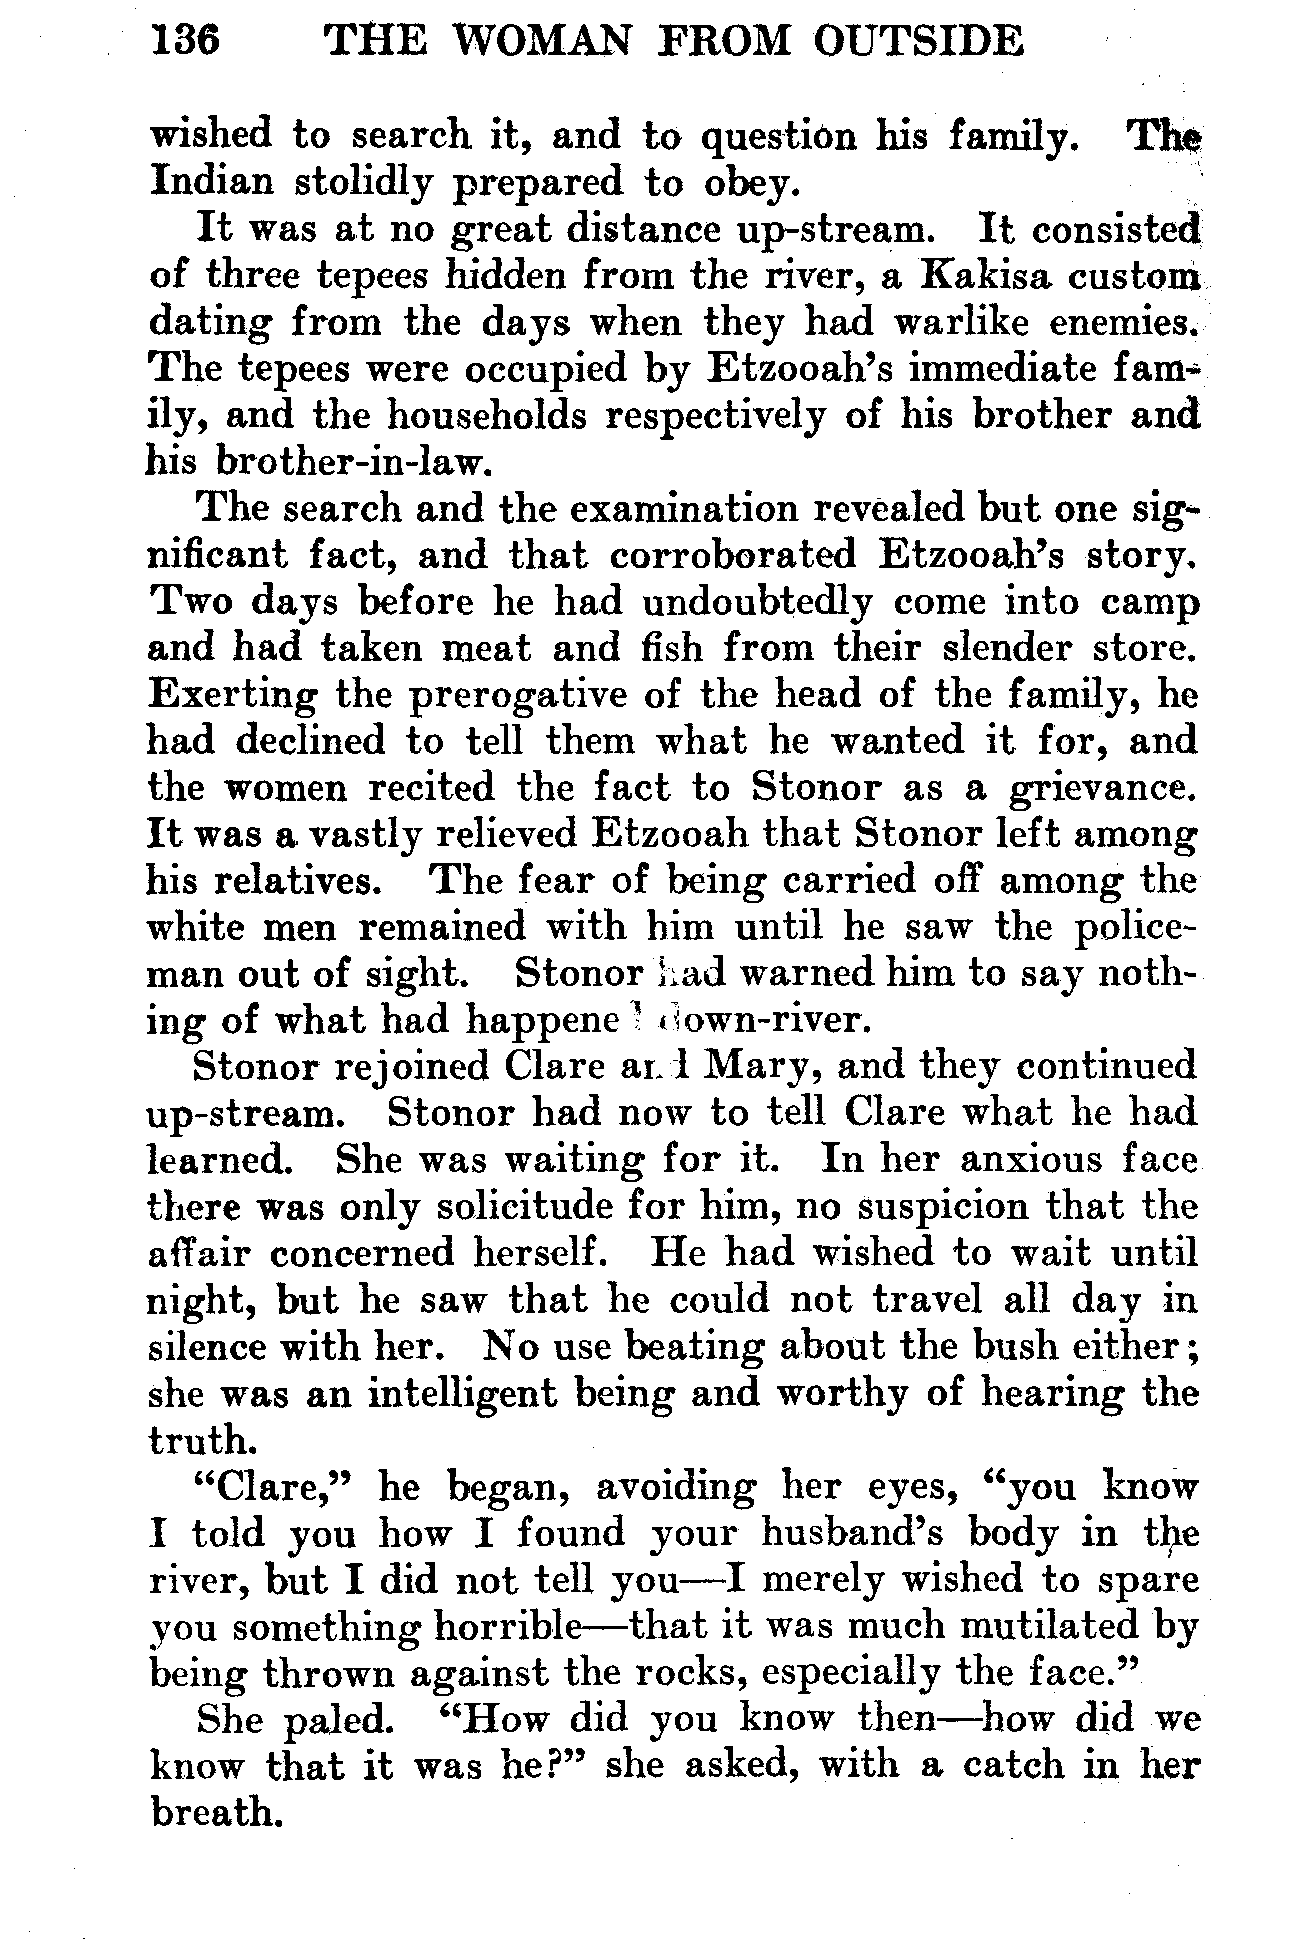 136 THE WOMAN FROM OUTSIDE
wished to search it, and to question his family. The
Indian stolidly prepared to obey.
It was at no great distance up-stream. It consisted
of three tepees hidden from the river, a Kakisa custom
dating from the days when they had warlike enemies.
The tepees were occupied by Etzooah's immediate fam-
ily, and the households respectively of his brother and
his brother-in-law.
The search and the examination revealed but one sig-
nificant fact, and that corroborated Etzooah's story.
Two days before he had undoubtedly come into camp
and had taken meat and fish from their slender store.
Exerting the prerogative of the head of the family, he
had declined to tell them what he wanted it for, and
the women recited the fact to Stonor as a grievance.
It was a vastly relieved Etzooah that Stonor left among
his relatives. The fear of being carried off among the
white men remained with him until he saw the police-
man out of sight. Stonor had warned him to say noth-
ing of what had happened down-river.
Stonor rejoined Clare and Mary, and they continued
up-stream. Stonor had now to tell Clare what he had
learned. She was waiting for it. In her anxious face
there was only solicitude for him, no suspicion that the
affair concerned herself. He had wished to wait until
night, but he saw that he could not travel all day in
silence with her. No use beating about the bush either;
she was an intelligent being and worthy of hearing the
truth.
"Clare," he began, avoiding her eyes, "you know
I told you how I found your husband's body in the
river, but I did not tell you—I merely wished to spare
you something horrible—that it was much mutilated by
being thrown against the rocks, especially the face."
She paled. "How did you know then—how did we
know that it was he?" she asked, with a catch in her
breath.